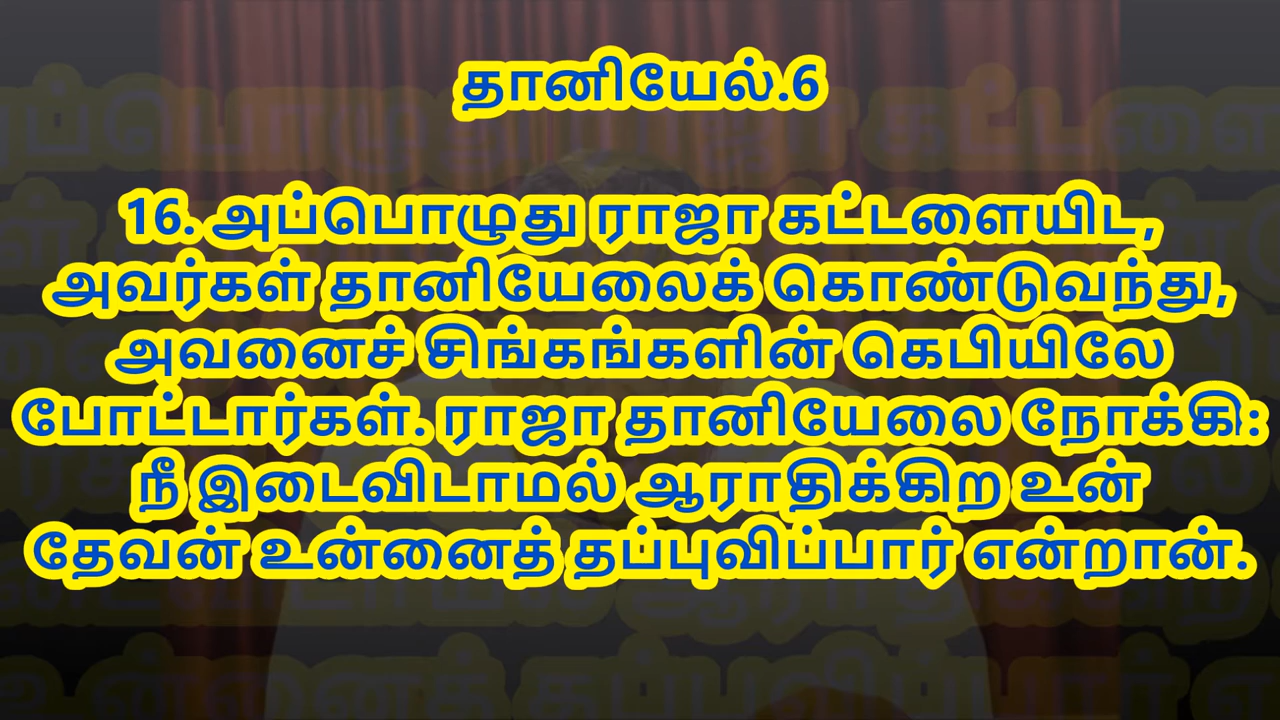 தானியேல்.6
16. அப்பொழுது ராஜா கட்டளையிட,
அவர்கள் தானியேலைக் கொண்டுவந்து,
அவனைச் சிங்கங்களின் கெபியிலே
போட்டார்கள். ராஜா தானியேலை நோக்கி:
நீ இடைவிடாமல் ஆராதிக்கிற உன்
தேவன் உன்னைத் தப்புவிப்பார் என்றான்.